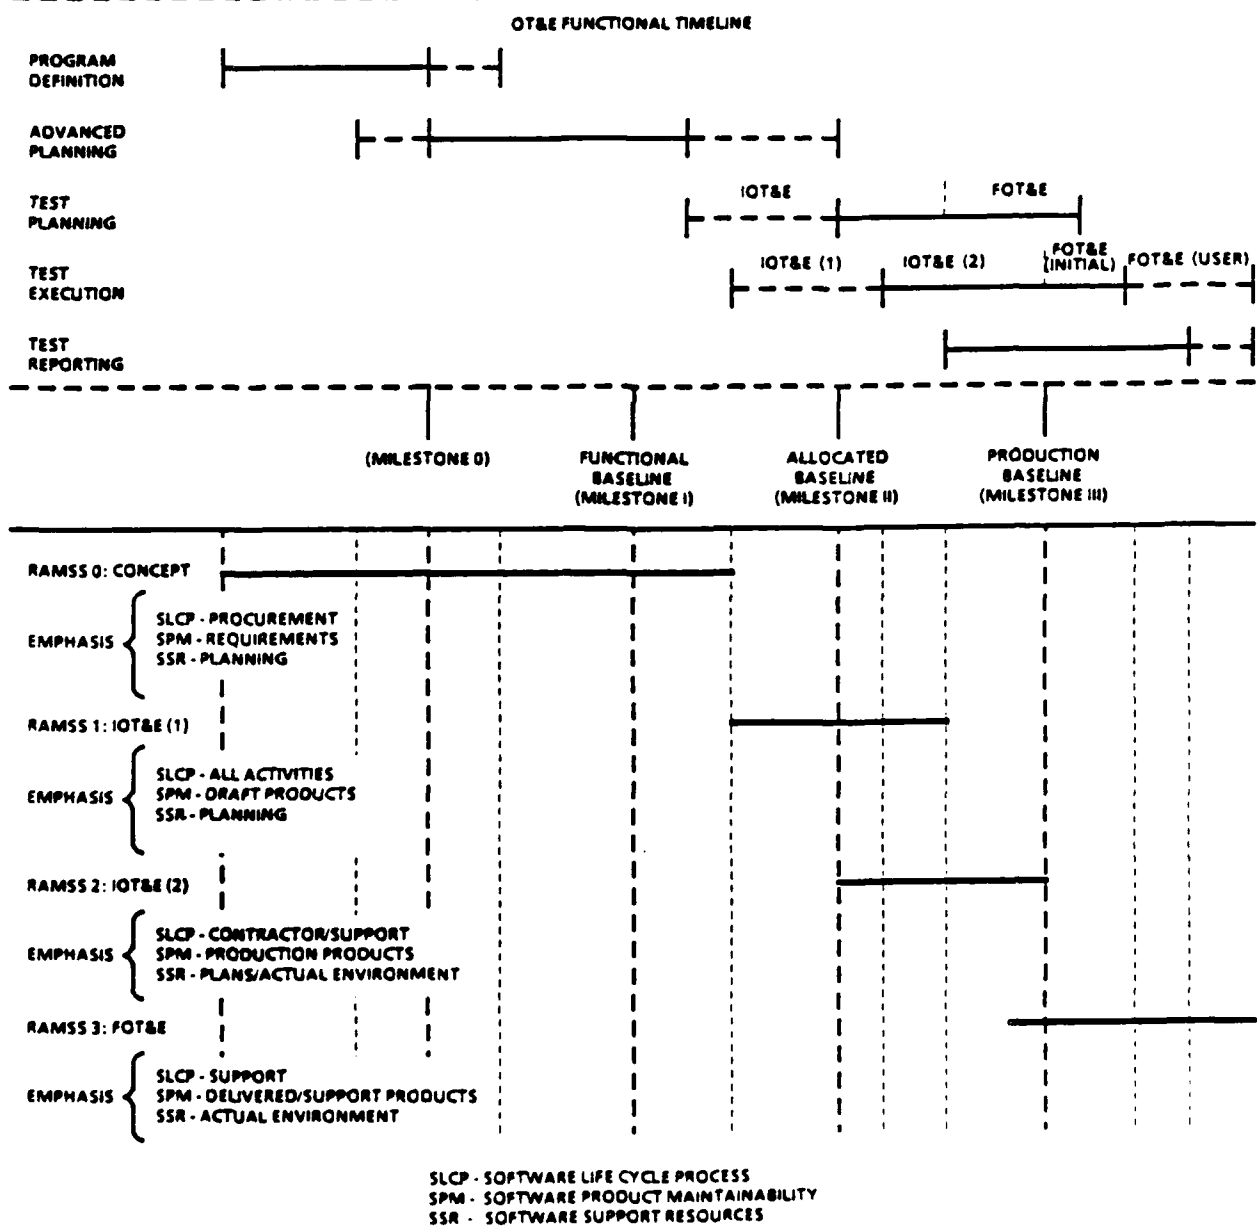 OT&E FUNCTIONAL TIMELINE
PROGRAM
DEFINITION
ADVANCED
PLANNING
TEST
PLANNING
IOT&E
FOT&E
TEST
EXECUTION
IOT&E (1)
IOT&E (2)
FOT&E
(INITIAL)
FOT&E (USER)
TEST
REPORTING
(MILESTONE 0)
FUNCTIONAL
BASELINE
(MILESTONE I)
ALLOCATED
BASELINE
(MILESTONE II)
PRODUCTION
BASELINE
(MILESTONE III)
RAMSS 0: CONCEPT
EMPHASIS
SLCP - PROCUREMENT
SPM - REQUIREMENTS
SSR - PLANNING
RAMSS 1: IOT&E (1)
EMPHASIS
SLCP - ALL ACTIVITIES
SPM - DRAFT PRODUCTS
SSR - PLANNING
RAMSS 2: IOT&E (2)
EMPHASIS
SLCP - CONTRACTOR/SUPPORT
SPM - PRODUCTION PRODUCTS
SSR - PLANS/ACTUAL ENVIRONMENT
RAMSS 3: FOT&E
EMPHASIS
SLCP - SUPPORT
SPM - DELIVERED/SUPPORT PRODUCTS
SSR - ACTUAL ENVIRONMENT
SLCP - SOFTWARE LIFE CYCLE PROCESS
SPM - SOFTWARE PRODUCT MAINTAINABILITY
SSR - SOFTWARE SUPPORT RESOURCES